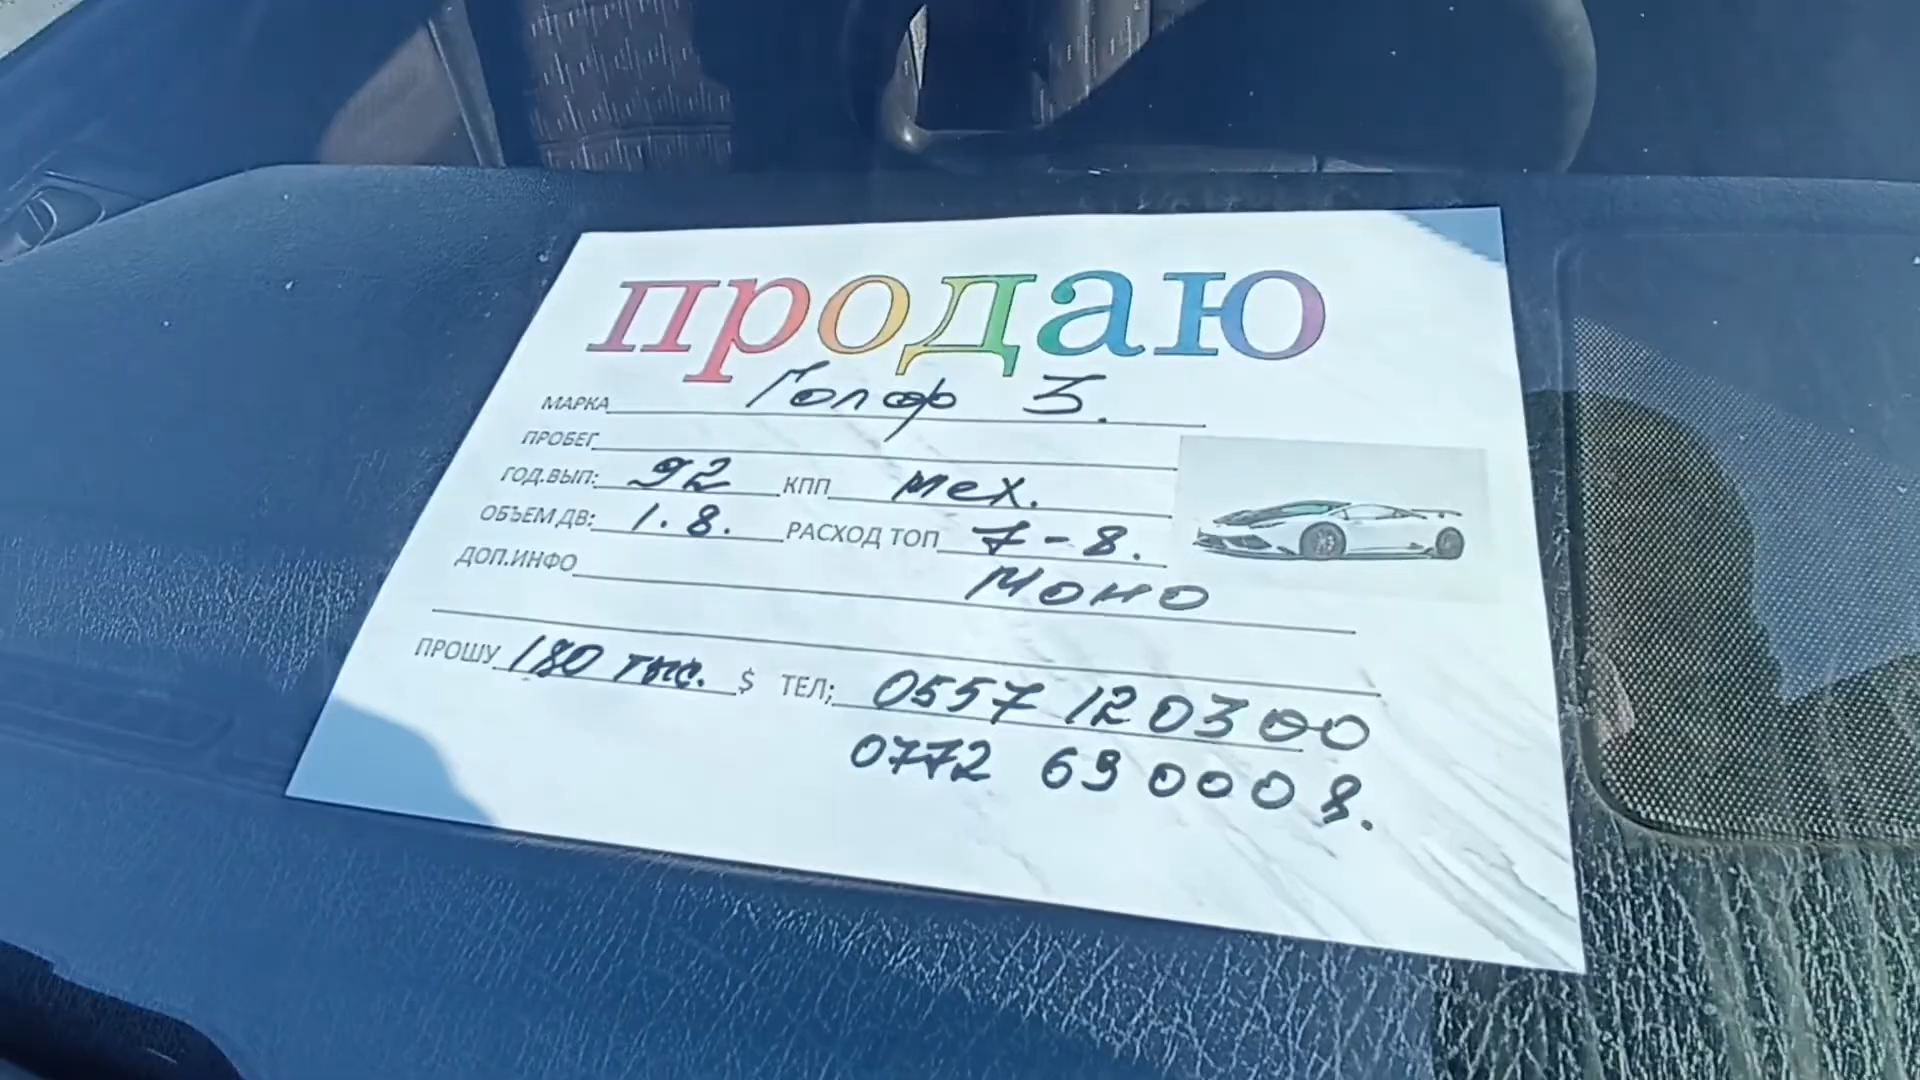 продаю
МАРКА Гольф 3.
ПРОБЕГ
ГОД.ВЫП: 92 КПП мех.
ОБЪЕМ ДВ: 1.8. РАСХОД ТОП 7-8.
ДОП.ИНФО моно
ПРОШУ 180 тыс. $ ТЕЛ; 0557 120300
0772 690008.